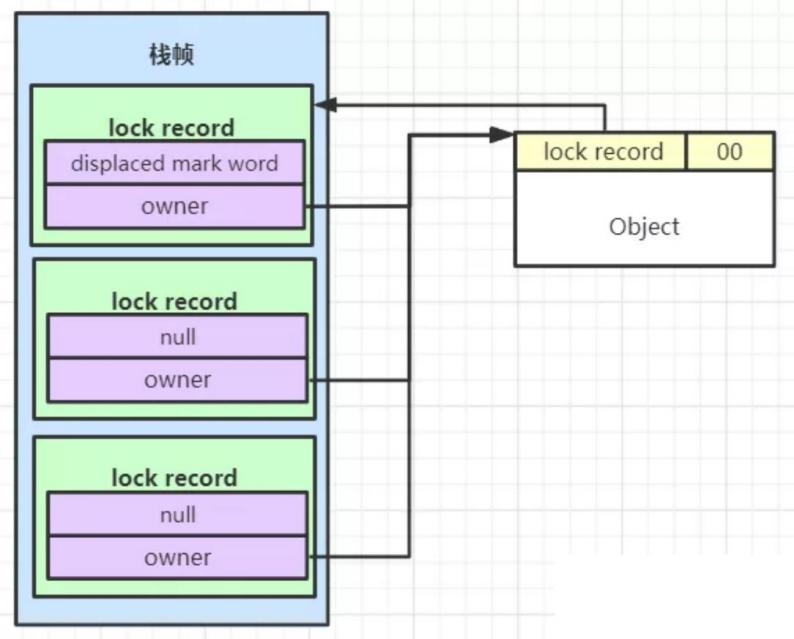 栈帧
lock record
displaced mark word
owner
lock record
null
owner
lock record
null
owner
lock record
00
Object